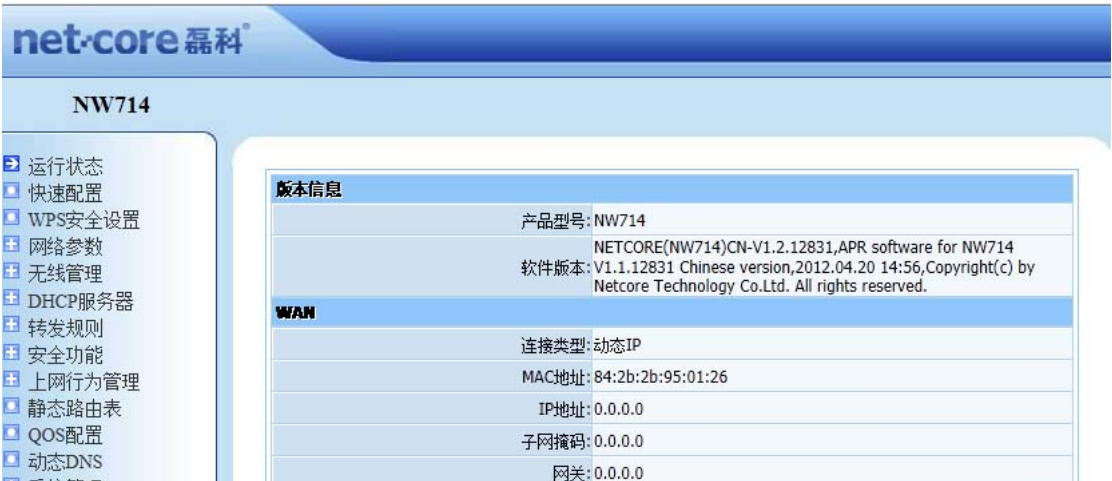 net·core 磊科
NW714
运行状态
快速配置
WPS安全设置
网络参数
无线管理
DHCP服务器
转发规则
安全功能
上网行为管理
静态路由表
QOS配置
动态DNS
版本信息
产品型号: NW714
软件版本: NETCORE(NW714)CN-V1.2.12831,APR software for NW714
V1.1.12831 Chinese version,2012.04.20 14:56,Copyright(c) by
Netcore Technology Co.Ltd. All rights reserved.
WAN
连接类型: 动态IP
MAC地址: 84:2b:2b:95:01:26
IP地址: 0.0.0.0
子网掩码: 0.0.0.0
网关: 0.0.0.0